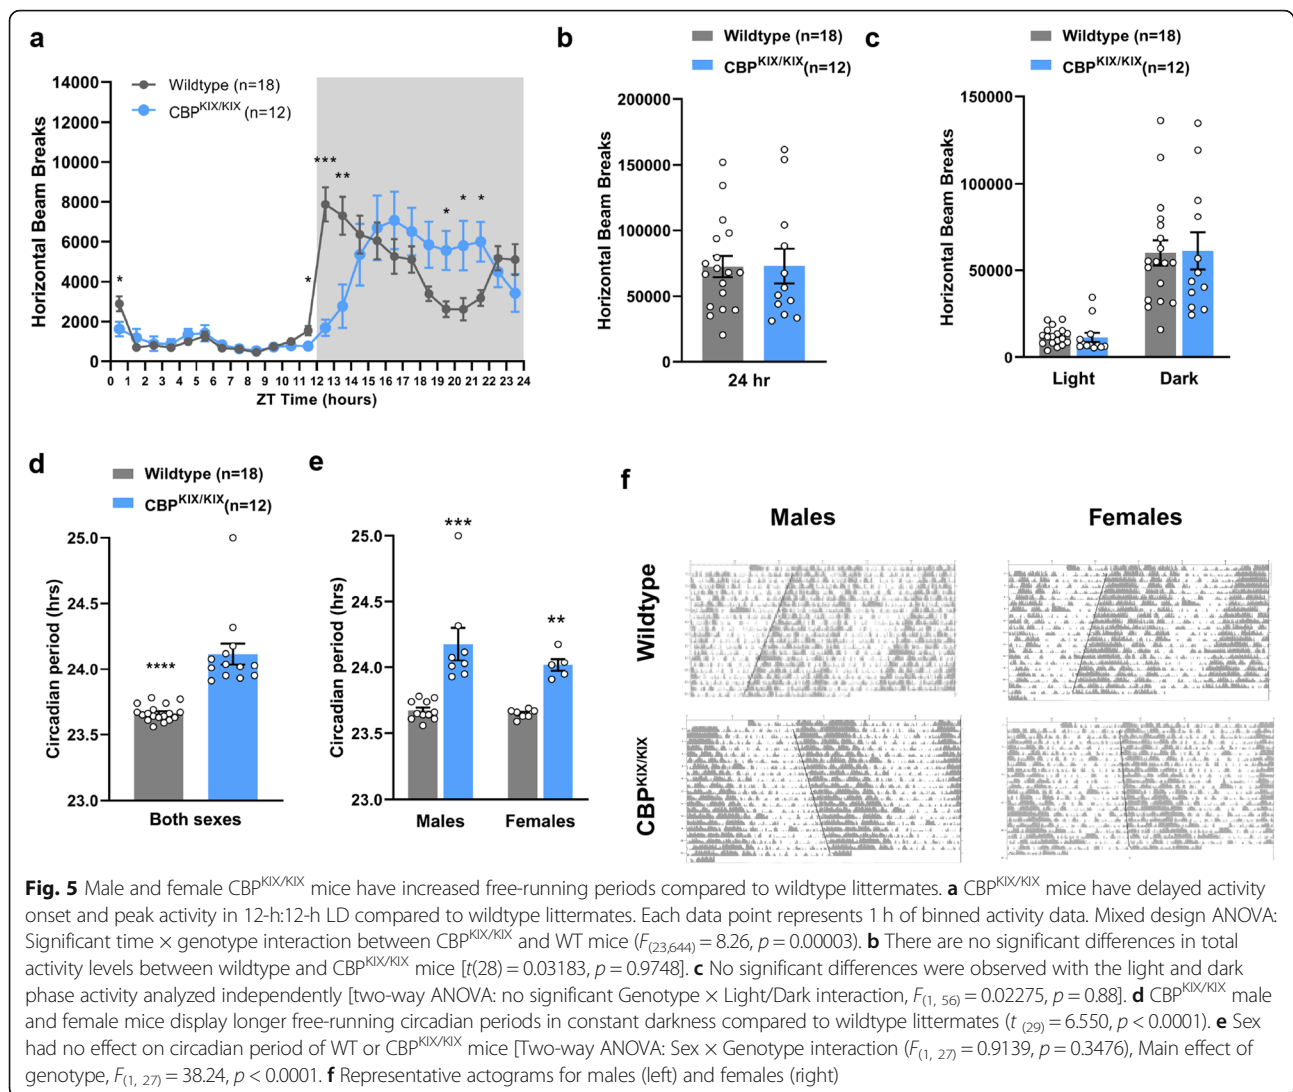 a
Wildtype (n=18)
CBPKIX/KIX (n=12)
Horizontal Beam Breaks
14000
12000
10000
8000
6000
4000
2000
0
*
*
***
**
*
*
*
0 1 2 3 4 5 6 7 8 9 10 11 12 13 14 15 16 17 18 19 20 21 22 23 24
ZT Time (hours)
b
Wildtype (n=18)
CBPKIX/KIX(n=12)
Horizontal Beam Breaks
200000
150000
100000
50000
0
24 hr
c
Wildtype (n=18)
CBPKIX/KIX(n=12)
Horizontal Beam Breaks
150000
100000
50000
0
Light Dark
d
Wildtype (n=18)
CBPKIX/KIX(n=12)
Circadian period (hrs)
25.0
24.5
24.0
23.5
23.0
****
Both sexes
e
Circadian period (hrs)
25.0
24.5
24.0
23.5
23.0
***
**
Males Females
f
Males Females
Wildtype
CBPKIX/KIX
Fig. 5 Male and female CBPKIX/KIX mice have increased free-running periods compared to wildtype littermates. a CBPKIX/KIX mice have delayed activity
onset and peak activity in 12-h:12-h LD compared to wildtype littermates. Each data point represents 1 h of binned activity data. Mixed design ANOVA:
Significant time × genotype interaction between CBPKIX/KIX and WT mice (F(23,644) = 8.26, p = 0.00003). b There are no significant differences in total
activity levels between wildtype and CBPKIX/KIX mice [t(28) = 0.03183, p = 0.9748]. c No significant differences were observed with the light and dark
phase activity analyzed independently [two-way ANOVA: no significant Genotype × Light/Dark interaction, F(1, 56) = 0.02275, p = 0.88]. d CBPKIX/KIX male
and female mice display longer free-running circadian periods in constant darkness compared to wildtype littermates (t (29) = 6.550, p < 0.0001). e Sex
had no effect on circadian period of WT or CBPKIX/KIX mice [Two-way ANOVA: Sex × Genotype interaction (F(1, 27) = 0.9139, p = 0.3476), Main effect of
genotype, F(1, 27) = 38.24, p < 0.0001. f Representative actograms for males (left) and females (right)